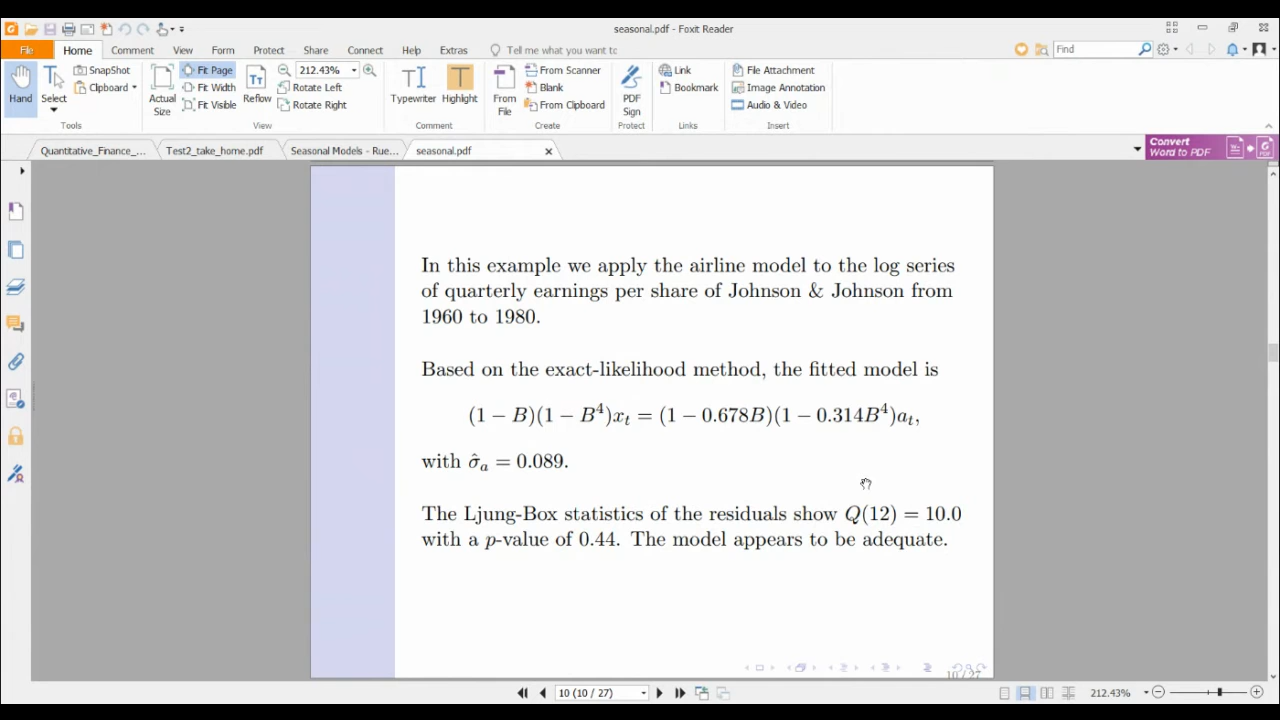 seasonal.pdf - Foxit Reader
File Home Comment View Form Protect Share Connect Help Extras Tell me what you want to Find
Hand
Select
SnapShot
Clipboard
Tools
Actual Size
Fit Page
Fit Width
Fit Visible
Reflow
212.43%
Rotate Left
Rotate Right
View
Typewriter
Highlight
Comment
From File
From Scanner
Blank
From Clipboard
Create
PDF Sign
Protect
Link
Bookmark
Links
File Attachment
Image Annotation
Audio & Video
Insert
Quantitative_Finance_... Test2_take_home.pdf Seasonal Models - Rue... seasonal.pdf
Convert
Word to PDF
In this example we apply the airline model to the log series
of quarterly earnings per share of Johnson & Johnson from
1960 to 1980.
Based on the exact-likelihood method, the fitted model is
(1 − B)(1 − B⁴)xₜ = (1 − 0.678B)(1 − 0.314B⁴)aₜ,
with σ̂ₐ = 0.089.
The Ljung-Box statistics of the residuals show Q(12) = 10.0
with a p-value of 0.44. The model appears to be adequate.
10 / 27
10 (10 / 27)
212.43%